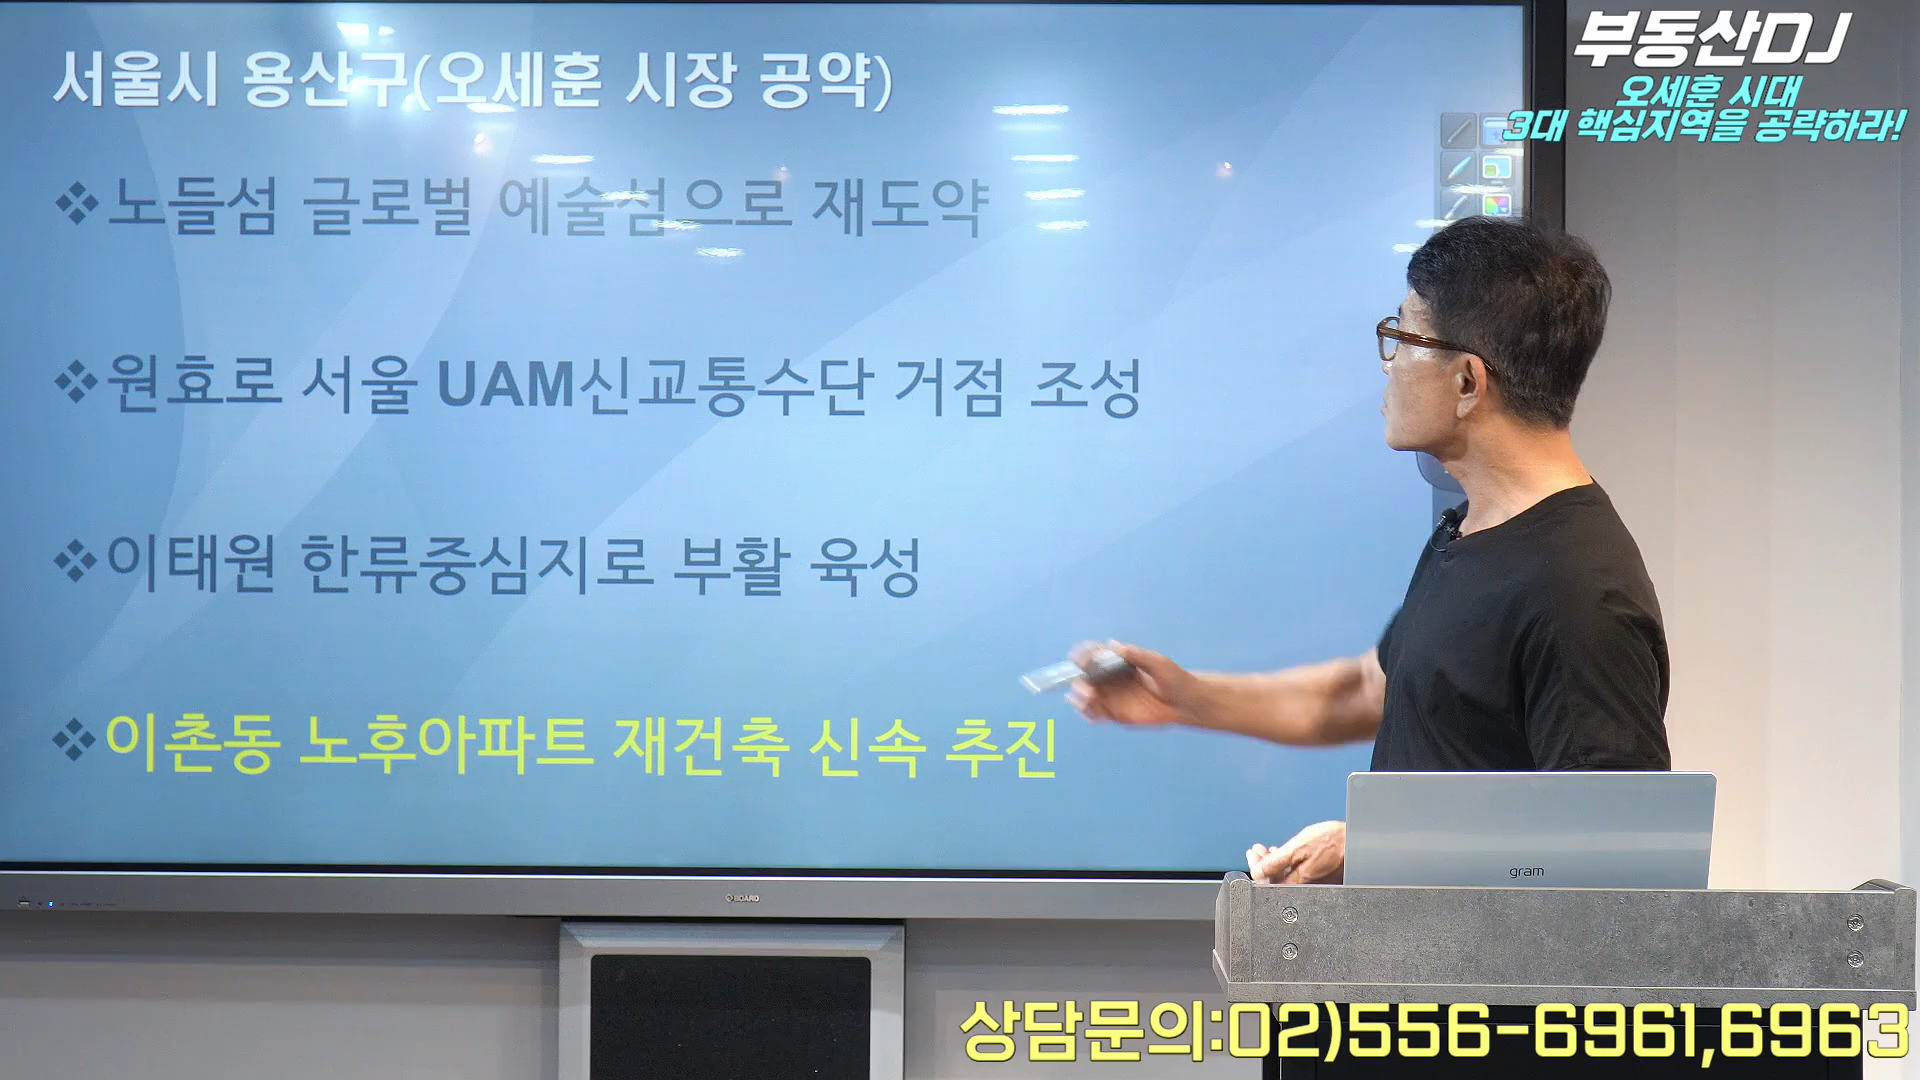 서울시 용산구(오세훈 시장 공약)
❖노들섬 글로벌 예술섬으로 재도약
❖원효로 서울 UAM신교통수단 거점 조성
❖이태원 한류중심지로 부활 육성
❖이촌동 노후아파트 재건축 신속 추진
부동산DJ
오세훈 시대
3대 핵심지역을 공략하라!
BOARD
gram
상담문의:02)556-6961,6963